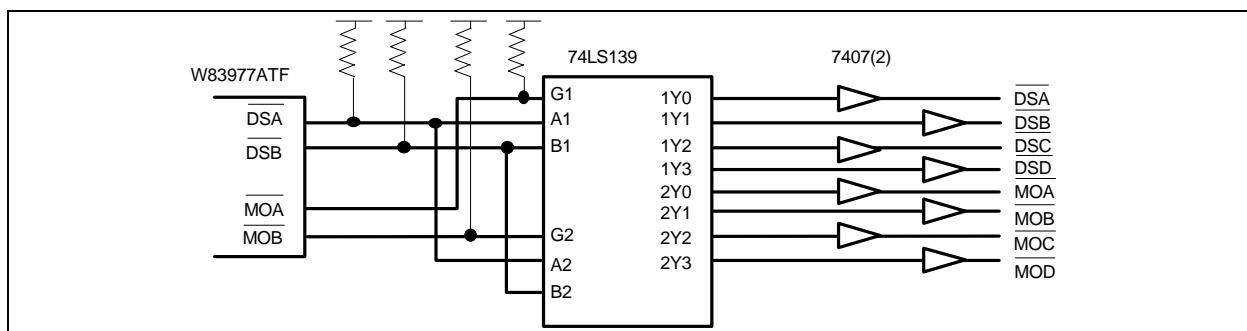 W83977ATF
74LS139
7407(2)
DSA
DSB
MOA
MOB
G1
A1
B1
G2
A2
B2
1Y0
1Y1
1Y2
1Y3
2Y0
2Y1
2Y2
2Y3
DSA
DSB
DSC
DSD
MOA
MOB
MOC
MOD